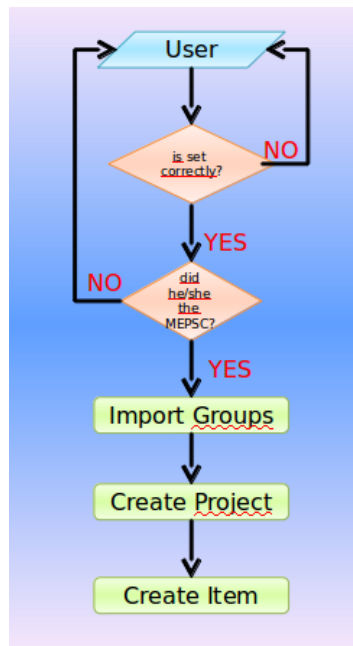 User
is set
correctly?
NO
YES
did
he/she
the
MEPSC?
NO
YES
Import Groups
Create Project
Create Item